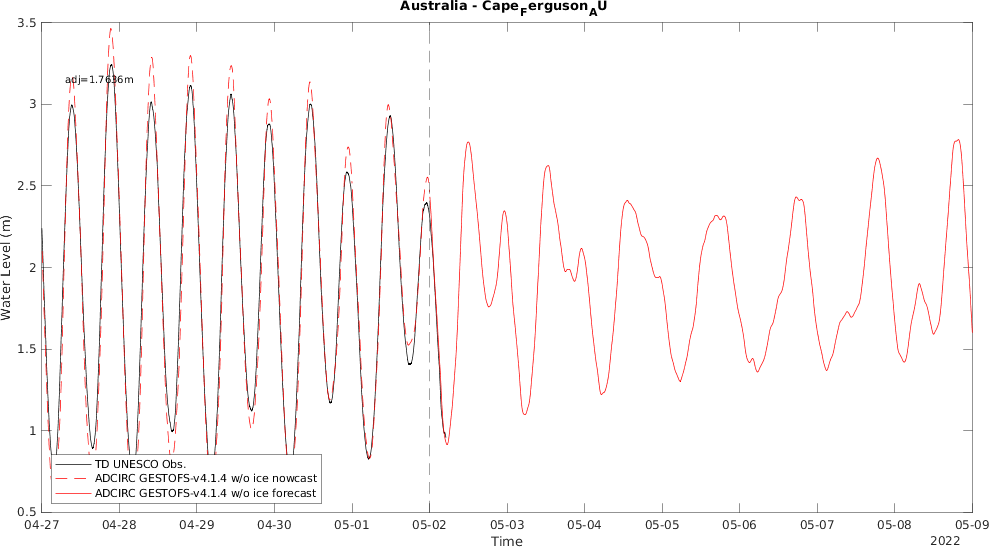 Australia - Cape_Ferguson_AU
3.5
3
2.5
2
1.5
1
0.5
Water Level (m)
adj=1.7636m
TD UNESCO Obs.
ADCIRC GESTOFS-v4.1.4 w/o ice nowcast
ADCIRC GESTOFS-v4.1.4 w/o ice forecast
04-27 04-28 04-29 04-30 05-01 05-02 05-03 05-04 05-05 05-06 05-07 05-08 05-09
Time
2022